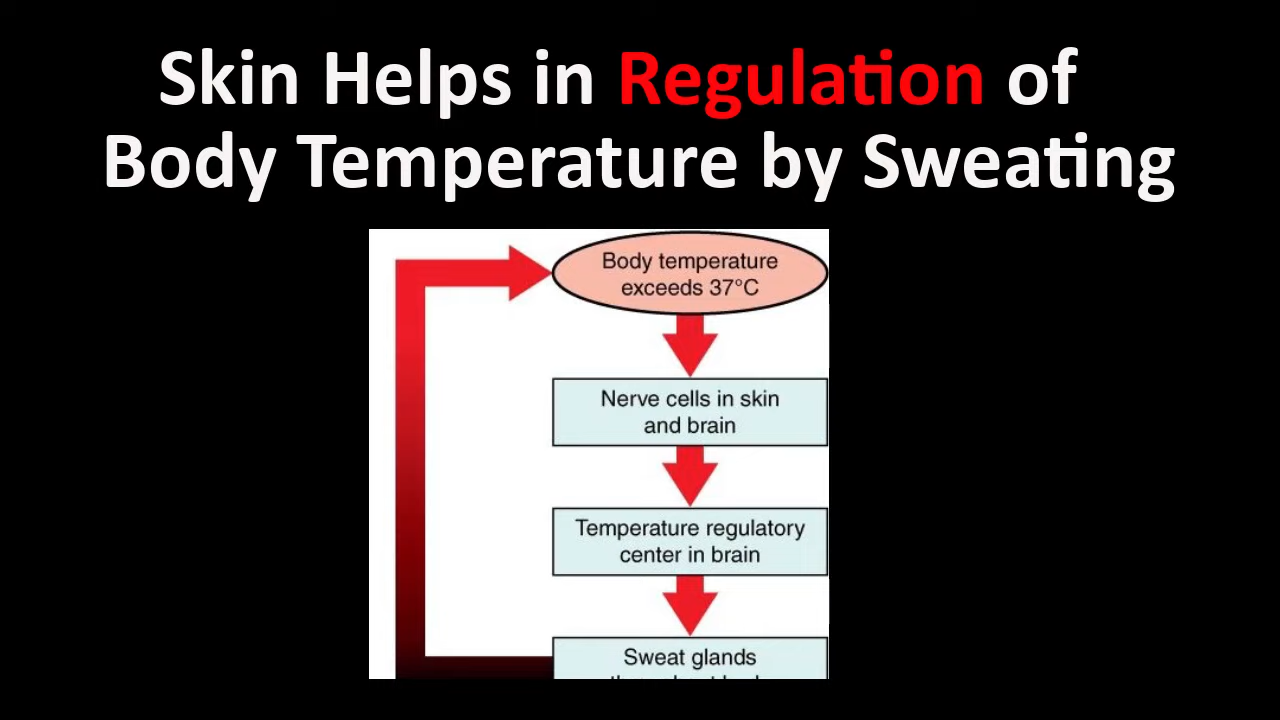 Skin Helps in Regulation of
Body Temperature by Sweating
Body temperature
exceeds 37°C
Nerve cells in skin
and brain
Temperature regulatory
center in brain
Sweat glands